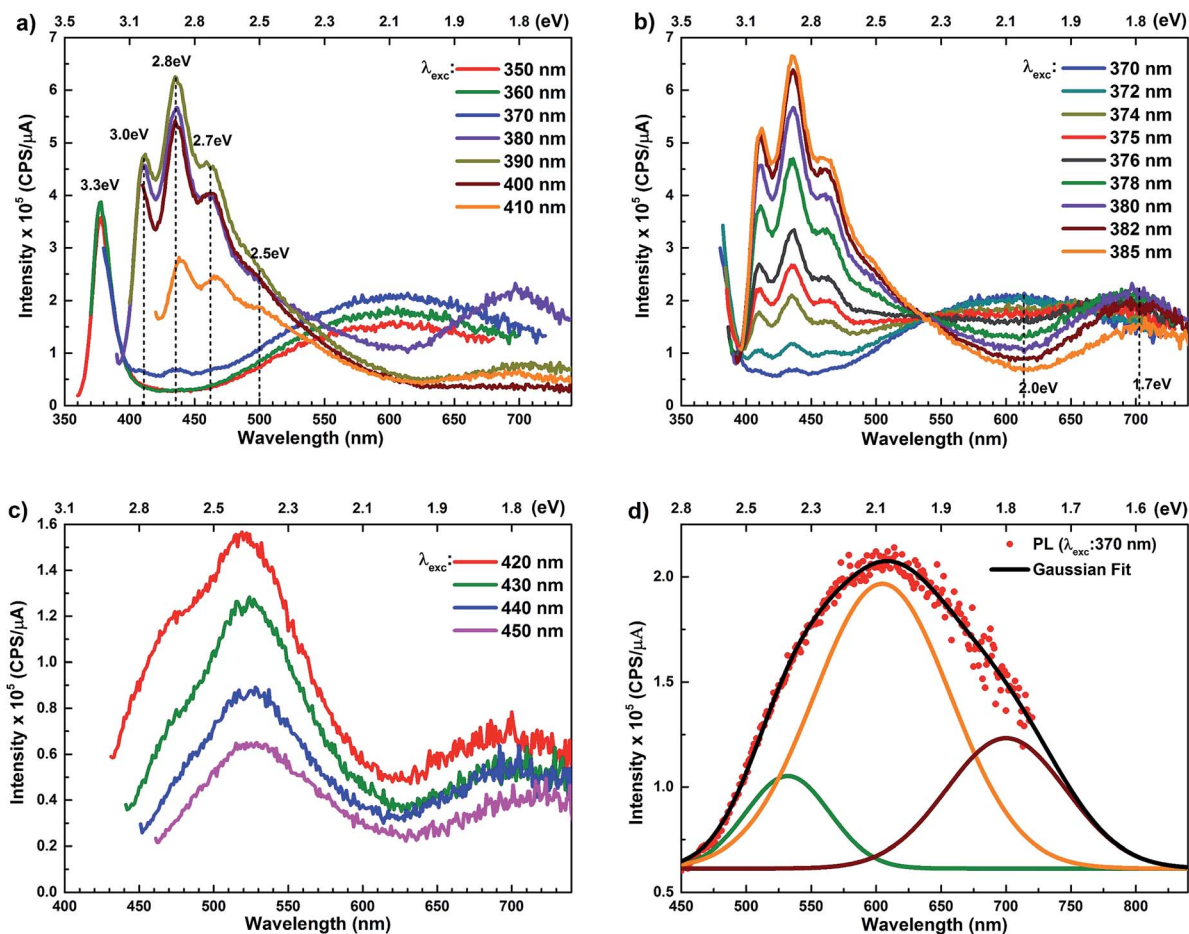 a)
3.5 3.1 2.8 2.5 2.3 2.1 1.9 1.8 (eV)
7
6
5
4
3
2
1
0
Intensity x 10⁵ (CPS/µA)
2.8eV
3.0eV
2.7eV
3.3eV
2.5eV
λexc:
350 nm
360 nm
370 nm
380 nm
390 nm
400 nm
410 nm
350 400 450 500 550 600 650 700
Wavelength (nm)
b)
3.5 3.1 2.8 2.5 2.3 2.1 1.9 1.8 (eV)
7
6
5
4
3
2
1
0
Intensity x 10⁵ (CPS/µA)
λexc:
370 nm
372 nm
374 nm
375 nm
376 nm
378 nm
380 nm
382 nm
385 nm
2.0eV
1.7eV
350 400 450 500 550 600 650 700
Wavelength (nm)
c)
3.1 2.8 2.5 2.3 2.1 1.9 1.8 (eV)
1.6
1.4
1.2
1.0
0.8
0.6
0.4
0.2
0.0
Intensity x 10⁵ (CPS/µA)
λexc:
420 nm
430 nm
440 nm
450 nm
400 450 500 550 600 650 700
Wavelength (nm)
d)
2.8 2.5 2.3 2.1 1.9 1.8 1.7 1.6 (eV)
2.0
1.5
1.0
0.5
Intensity x 10⁵ (CPS/µA)
PL (λexc:370 nm)
Gaussian Fit
450 500 550 600 650 700 750 800
Wavelength (nm)